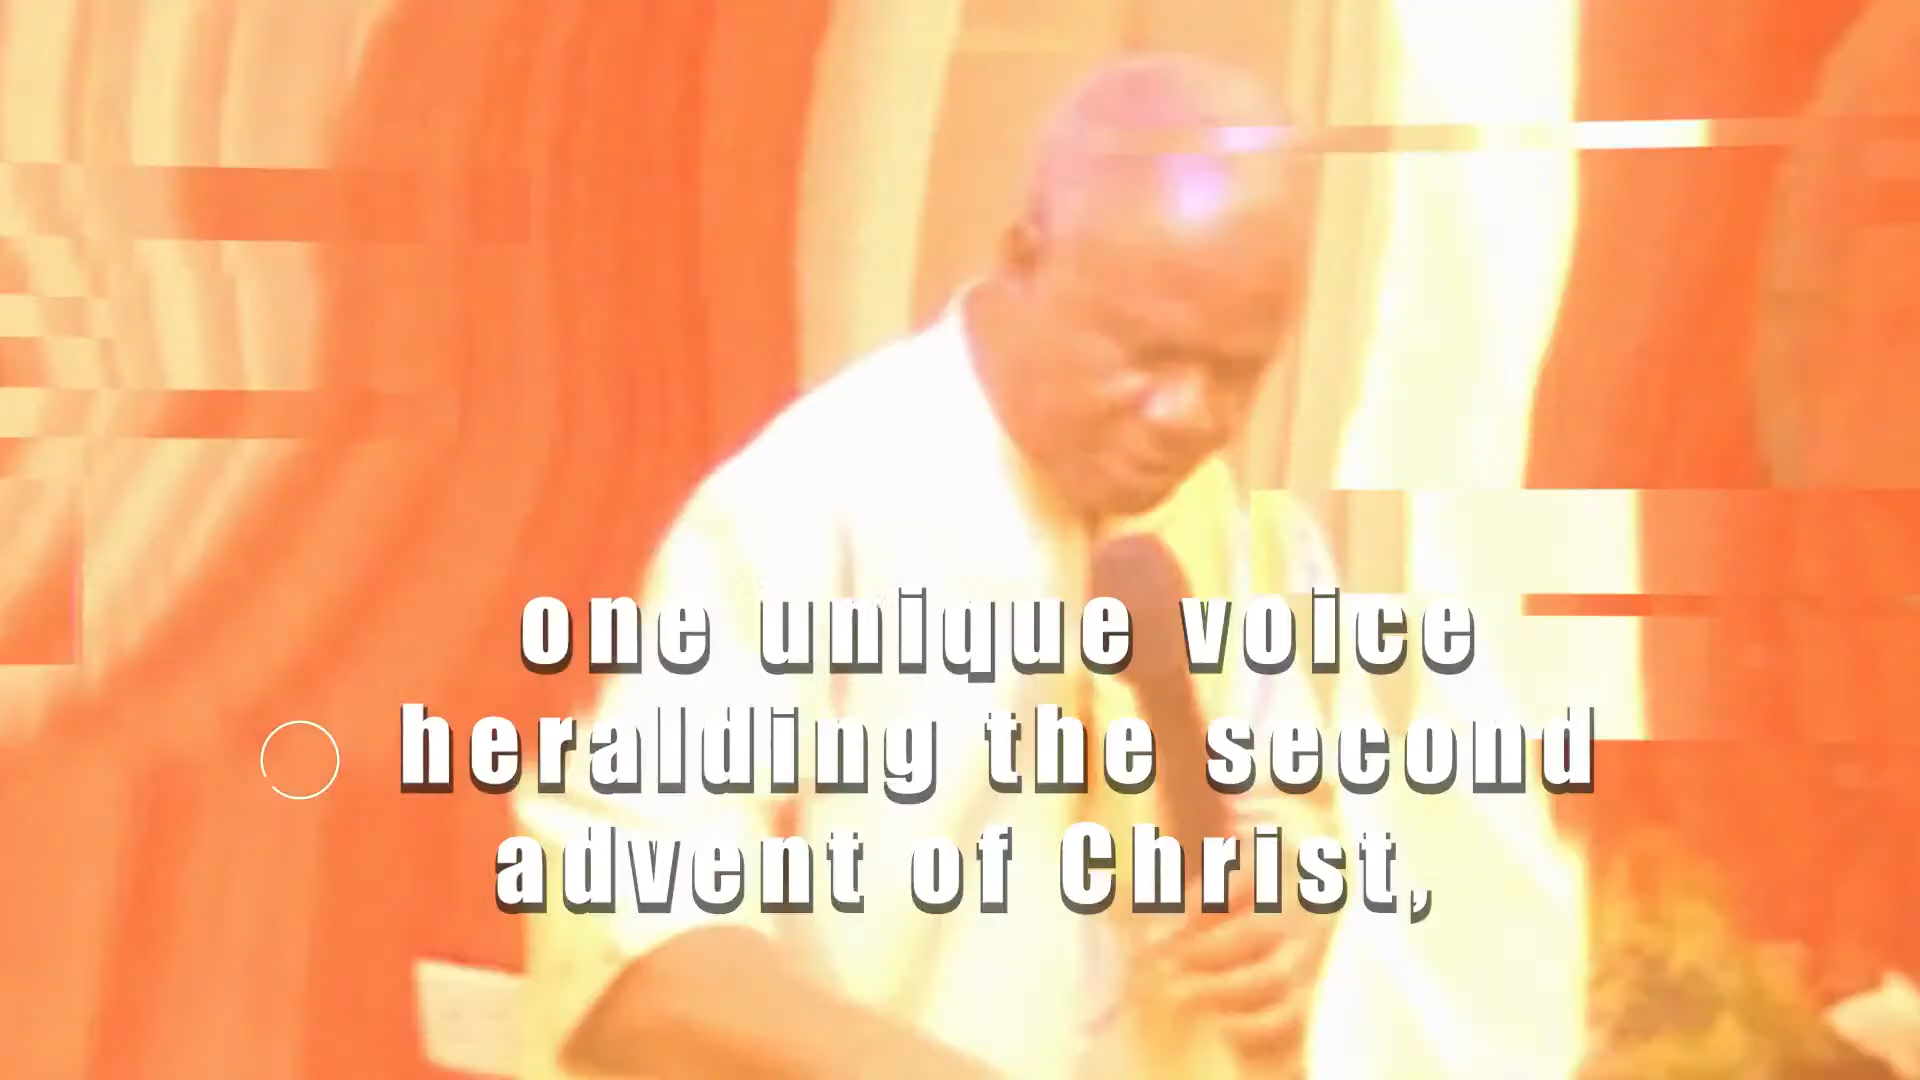 one unique voice
heralding the second
advent of Christ,